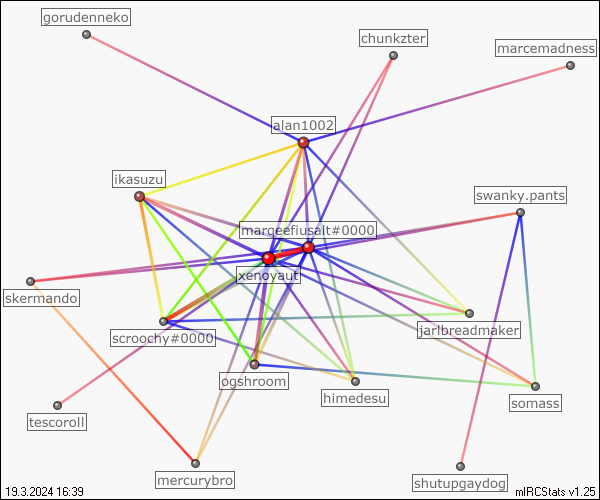 gorudenneko
chunkzter
marcemadness
alan1002
ikasuzu
swanky.pants
margeefiusalt#0000
xenoyaut
skermando
scroochy#0000
jarlbreadmaker
ogshroom
himedesu
somass
tescoroll
mercurybro
shutupgaydog
19.3.2024 16:39
mIRCStats v1.25